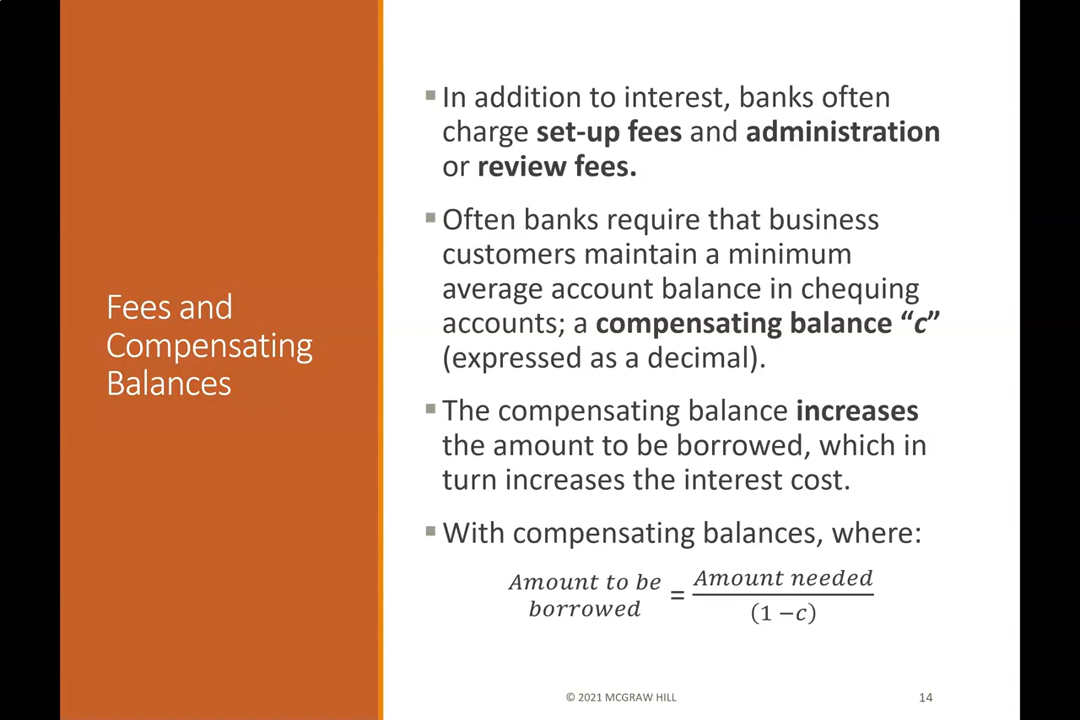 Fees and
Compensating
Balances
▪In addition to interest, banks often
charge set-up fees and administration
or review fees.
▪Often banks require that business
customers maintain a minimum
average account balance in chequing
accounts; a compensating balance “c”
(expressed as a decimal).
▪The compensating balance increases
the amount to be borrowed, which in
turn increases the interest cost.
▪With compensating balances, where:
Amount to be
borrowed
=
Amount needed
(1 −c)
© 2021 MCGRAW HILL
14